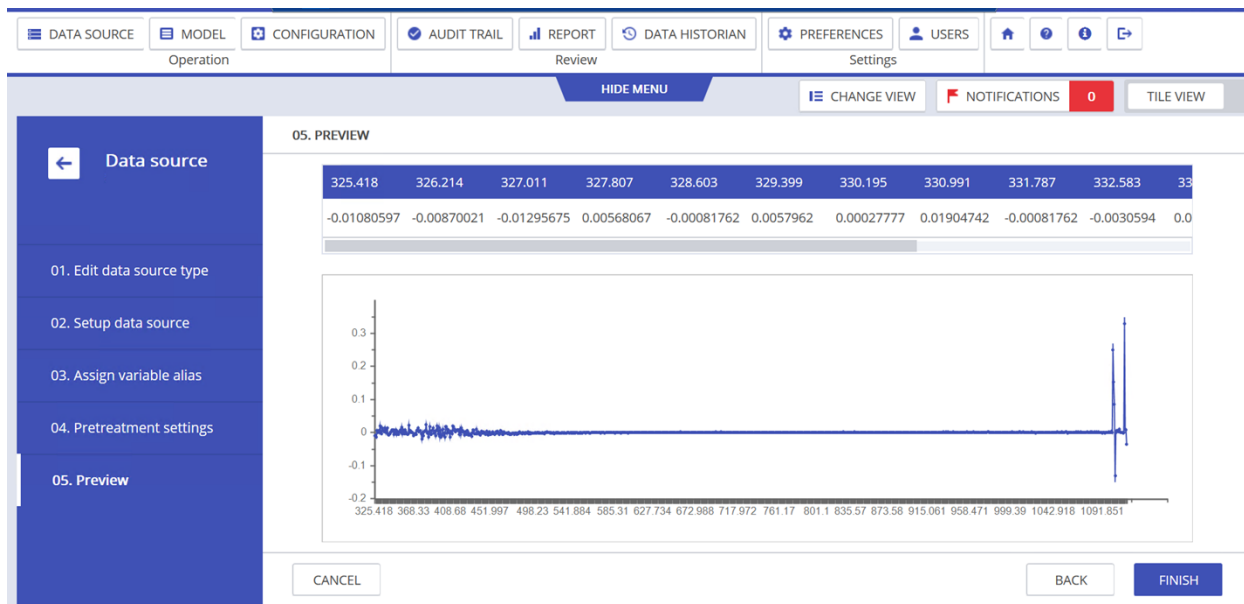 DATA SOURCE MODEL CONFIGURATION AUDIT TRAIL REPORT DATA HISTORIAN PREFERENCES USERS
Operation Review Settings
HIDE MENU CHANGE VIEW NOTIFICATIONS 0 TILE VIEW
Data source
01. Edit data source type
02. Setup data source
03. Assign variable alias
04. Pretreatment settings
05. Preview
05. PREVIEW
325.418 326.214 327.011 327.807 328.603 329.399 330.195 330.991 331.787 332.583 33
-0.01080597 -0.00870021 -0.01295675 0.00568067 -0.00081762 0.0057962 0.00027777 0.01904742 -0.00081762 -0.0030594 0.0
0.3
0.2
0.1
0
-0.1
-0.2
325.418 368.33 408.68 451.997 498.23 541.884 585.31 627.734 672.988 717.972 761.17 801.1 835.57 873.58 915.061 958.471 999.39 1042.918 1091.851
CANCEL BACK FINISH